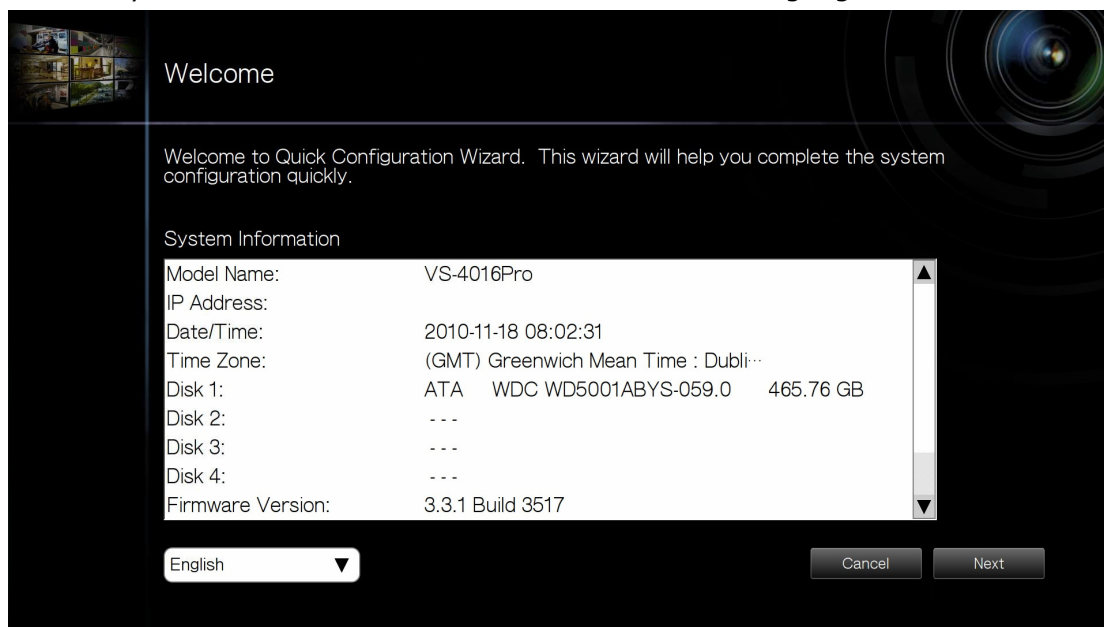 Welcome
Welcome to Quick Configuration Wizard. This wizard will help you complete the system
configuration quickly.
System Information
Model Name: VS-4016Pro
IP Address:
Date/Time: 2010-11-18 08:02:31
Time Zone: (GMT) Greenwich Mean Time : Dubli…
Disk 1: ATA WDC WD5001ABYS-059.0 465.76 GB
Disk 2: - - -
Disk 3: - - -
Disk 4: - - -
Firmware Version: 3.3.1 Build 3517
English ▼ Cancel Next